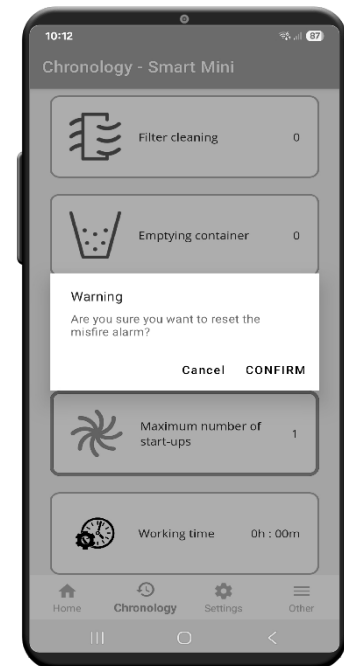 10:12
87
Chronology - Smart Mini
Filter cleaning 0
Emptying container 0
Warning
Are you sure you want to reset the
misfire alarm?
Cancel CONFIRM
Maximum number of
start-ups 1
Working time 0h : 00m
Home Chronology Settings Other